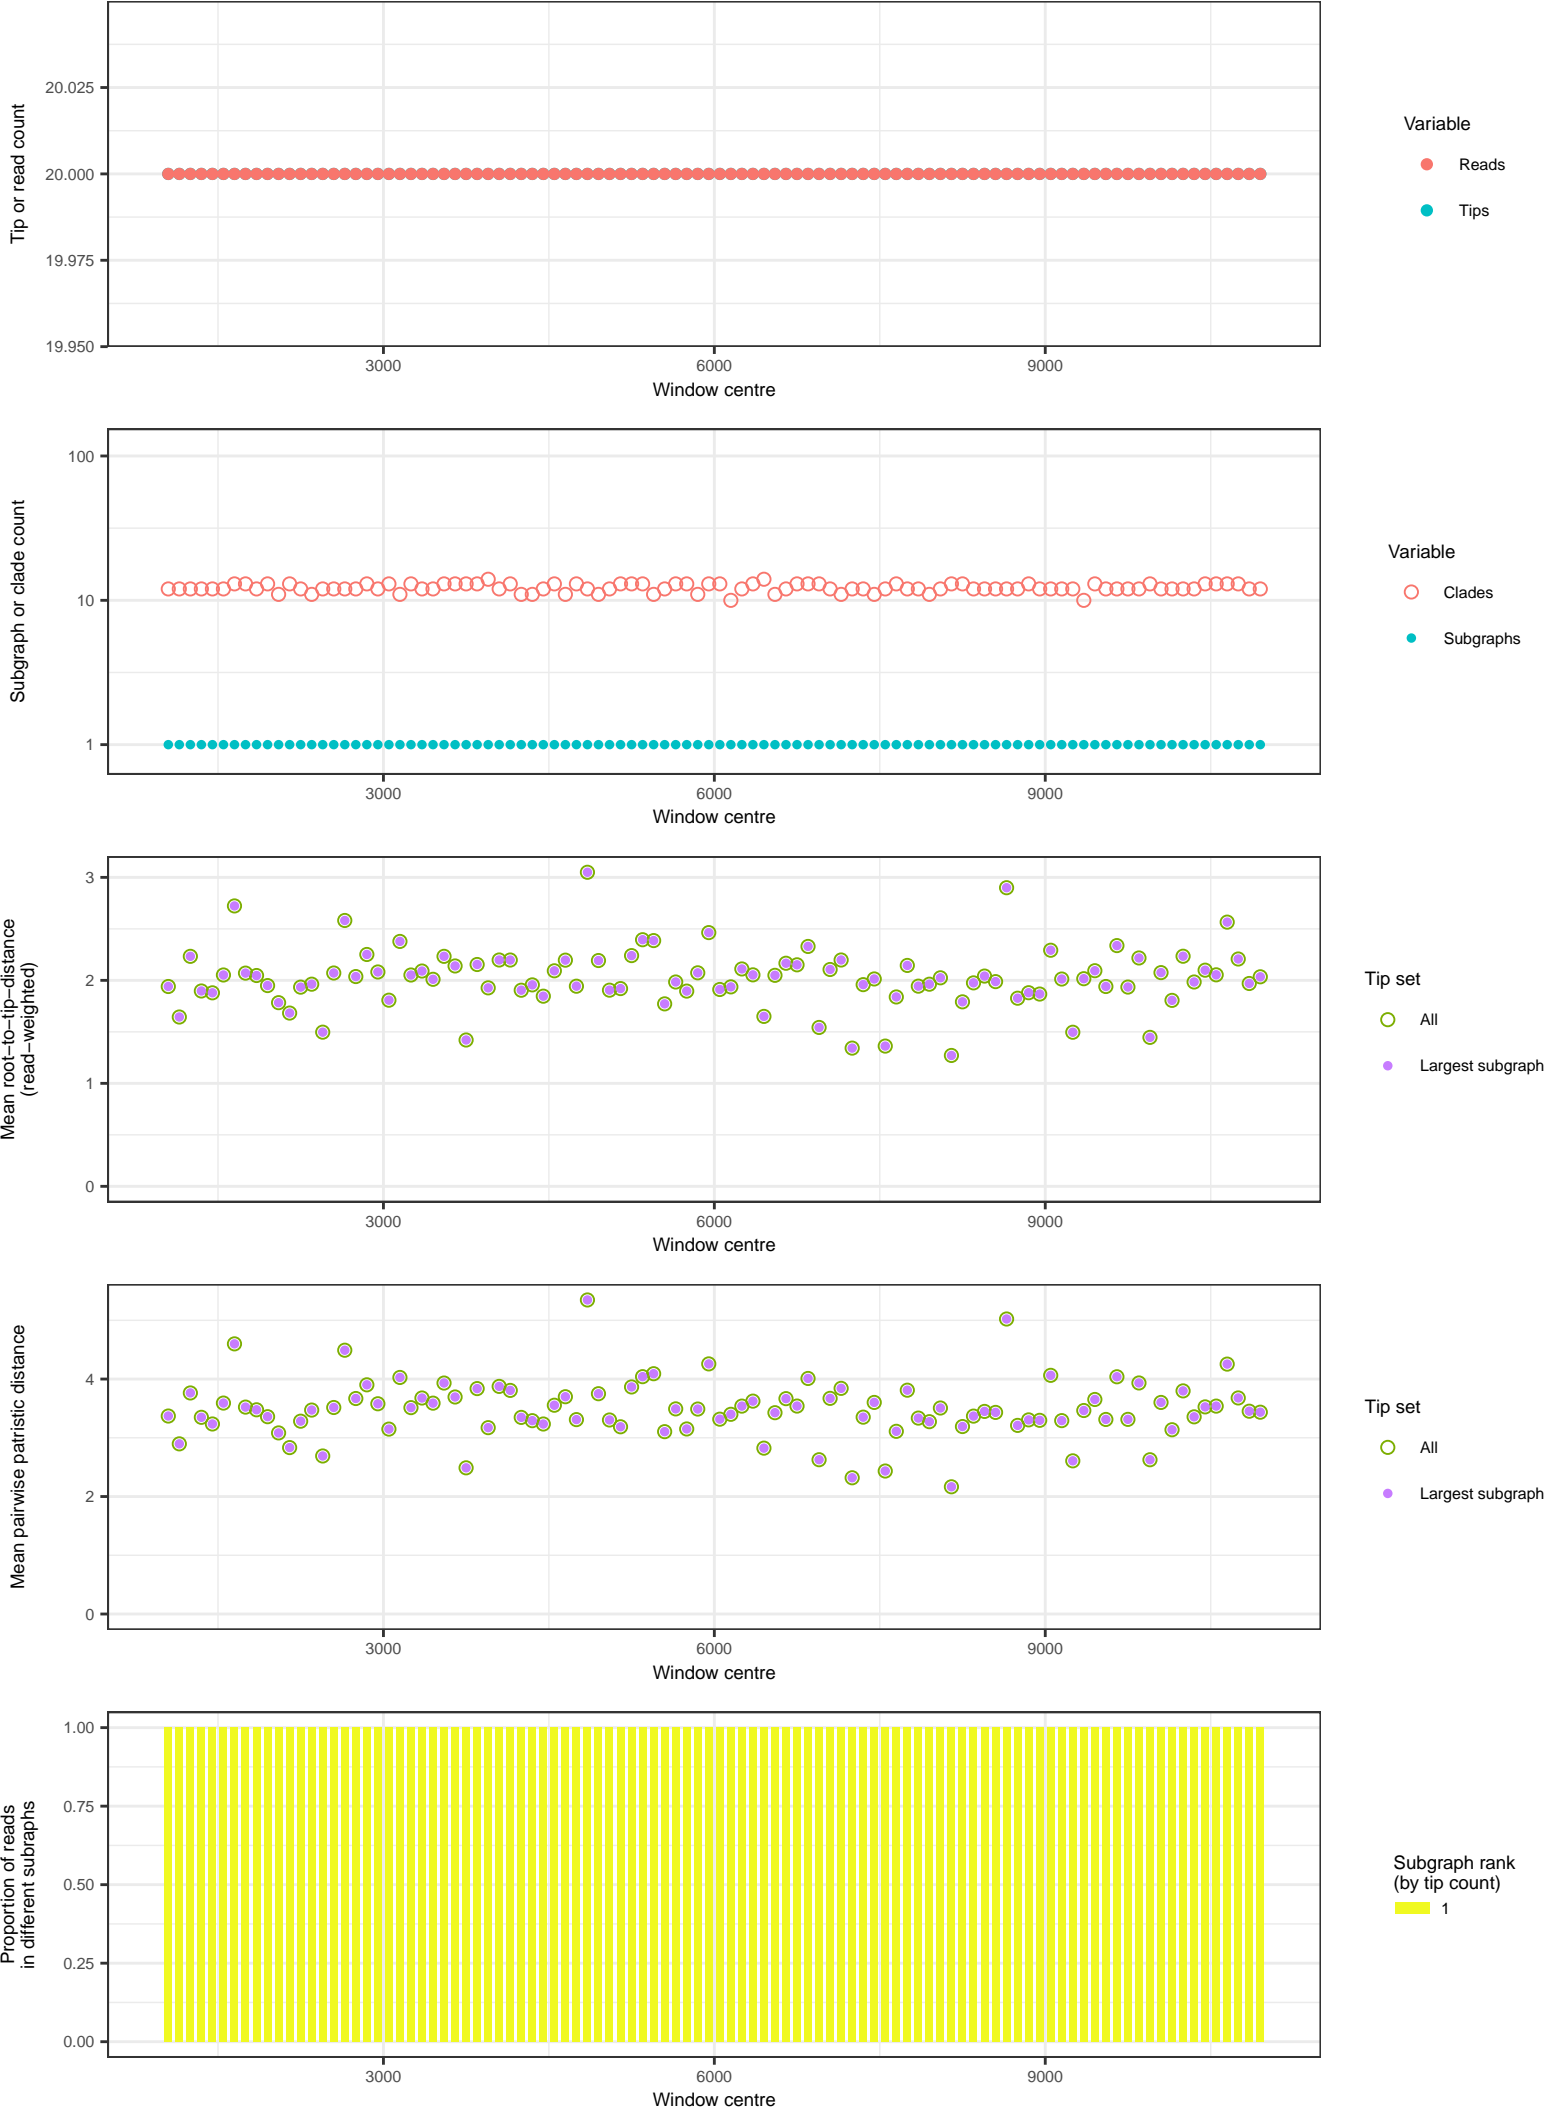 20.025
20.000
19.975
19.950
Tip or read count
3000 6000 9000
Window centre
Variable
Reads
Tips
100
10
1
Subgraph or clade count
3000 6000 9000
Window centre
Variable
Clades
Subgraphs
3
2
1
0
Mean root−to−tip−distance
(read−weighted)
3000 6000 9000
Window centre
Tip set
All
Largest subgraph
4
2
0
Mean pairwise patristic distance
3000 6000 9000
Window centre
Tip set
All
Largest subgraph
1.00
0.75
0.50
0.25
0.00
Proportion of reads
in different subraphs
3000 6000 9000
Window centre
Subgraph rank
(by tip count)
1